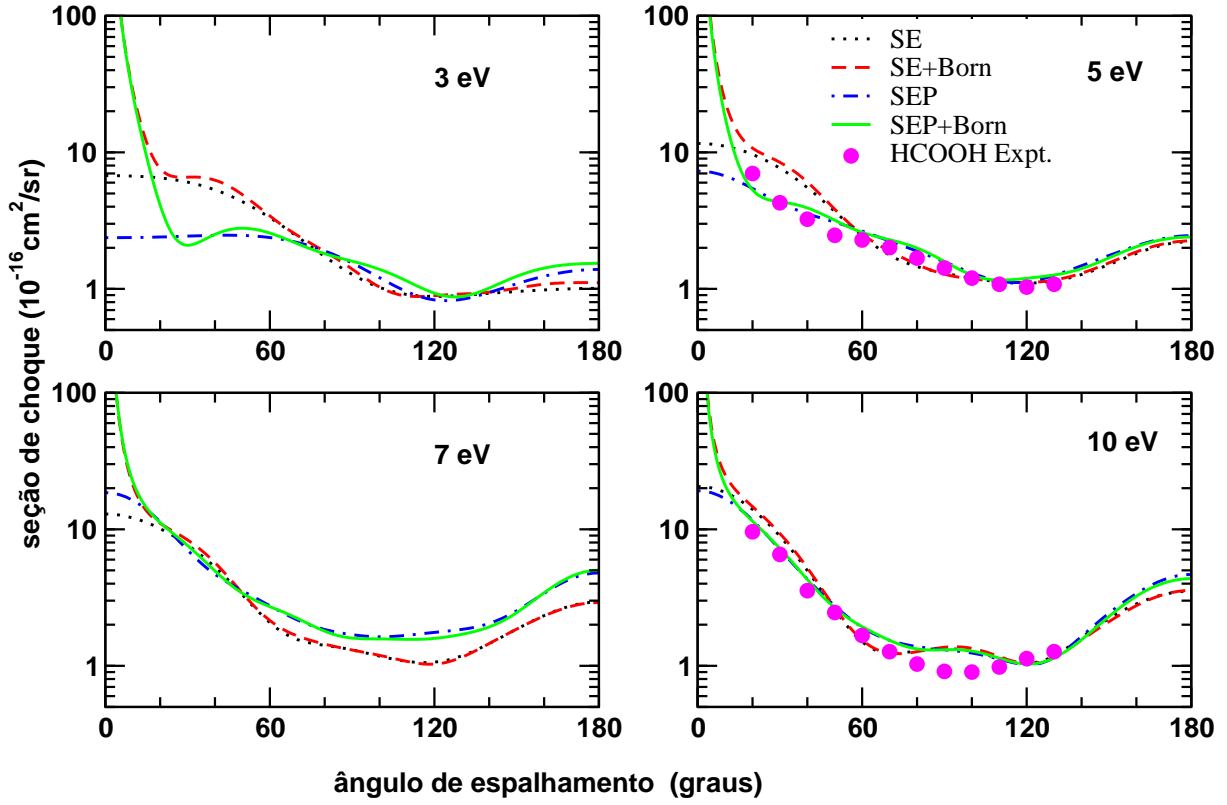 100
10
1
0
60
120
180
3 eV
100
10
1
0
60
120
180
SE
SE+Born
SEP
SEP+Born
HCOOH Expt.
5 eV
100
10
1
0
60
120
180
7 eV
100
10
1
0
60
120
180
10 eV
seção de choque (10⁻¹⁶cm²/sr)
ângulo de espalhamento (graus)